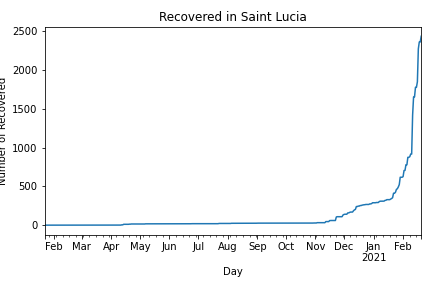 Recovered in Saint Lucia
Number of Recovered
2500
2000
1500
1000
500
0
Feb Mar Apr May Jun Jul Aug Sep Oct Nov Dec Jan Feb
2021
Day